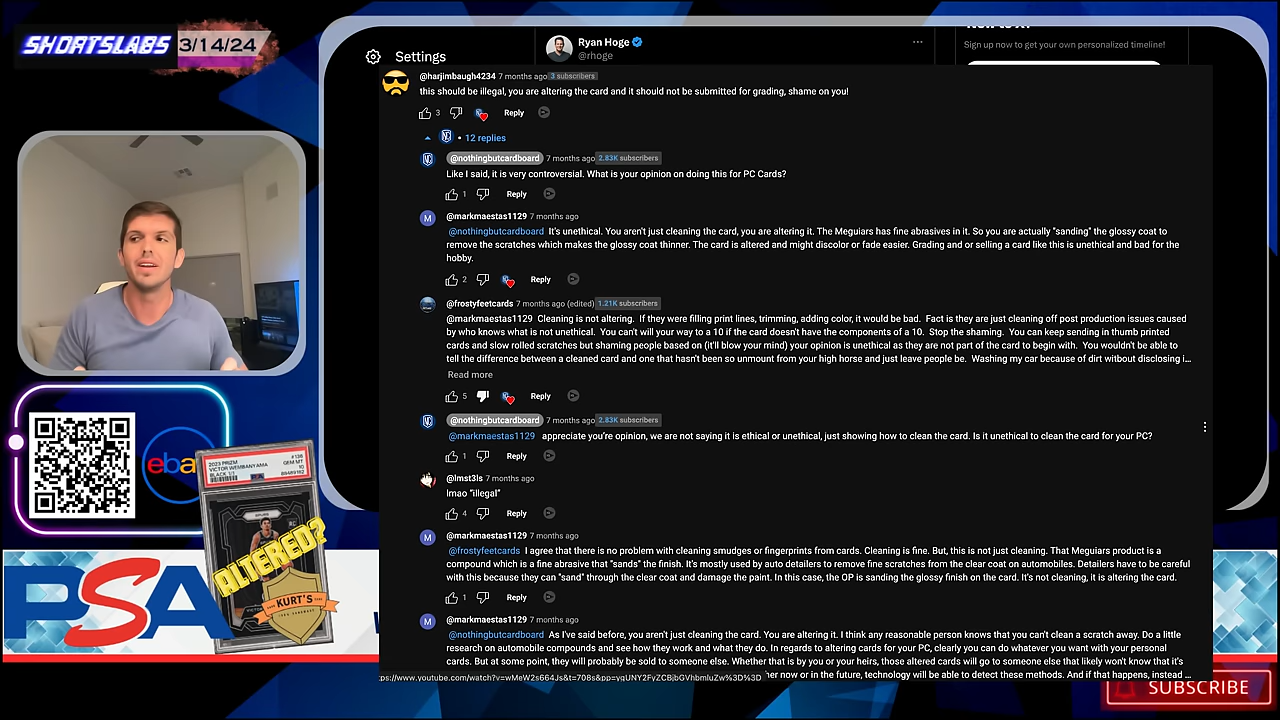 SHORTSLABS 3/14/24
Settings
Ryan Hoge
@rhoge
Sign up now to get your own personalized timeline!
@harjimbaugh4234 7 months ago 3 subscribers
this should be illegal, you are altering the card and it should not be submitted for grading, shame on you!
3 Reply
• 12 replies
@nothingbutcardboard 7 months ago 2.83K subscribers
Like I said, it is very controversial. What is your opinion on doing this for PC Cards?
1 Reply
M @markmaestas1129 7 months ago
@nothingbutcardboard It's unethical. You aren't just cleaning the card, you are altering it. The Meguiars has fine abrasives in it. So you are actually "sanding" the glossy coat to
remove the scratches which makes the glossy coat thinner. The card is altered and might discolor or fade easier. Grading and or selling a card like this is unethical and bad for the
hobby.
2 Reply
@frostyfeetcards 7 months ago (edited) 1.21K subscribers
@markmaestas1129 Cleaning is not altering. If they were filling print lines, trimming, adding color, it would be bad. Fact is they are just cleaning off post production issues caused
by who knows what is not unethical. You can't will your way to a 10 if the card doesn't have the components of a 10. Stop the shaming. You can keep sending in thumb printed
cards and slow rolled scratches but shaming people based on (it'll blow your mind) your opinion is unethical as they are not part of the card to begin with. You wouldn't be able to
tell the difference between a cleaned card and one that hasn't been so unmount from your high horse and just leave people be. Washing my car because of dirt witbout disclosing i...
Read more
5 Reply
@nothingbutcardboard 7 months ago 2.83K subscribers
@markmaestas1129 appreciate you're opinion, we are not saying it is ethical or unethical, just showing how to clean the card. Is it unethical to clean the card for your PC?
1 Reply
@lmst3ls 7 months ago
lmao "illegal"
4 Reply
M @markmaestas1129 7 months ago
@frostyfeetcards I agree that there is no problem with cleaning smudges or fingerprints from cards. Cleaning is fine. But, this is not just cleaning. That Meguiars product is a
compound which is a fine abrasive that "sands" the finish. It's mostly used by auto detailers to remove fine scratches from the clear coat on automobiles. Detailers have to be careful
with this because they can "sand" through the clear coat and damage the paint. In this case, the OP is sanding the glossy finish on the card. It's not cleaning, it is altering the card.
1 Reply
M @markmaestas1129 7 months ago
@nothingbutcardboard As I've said before, you aren't just cleaning the card. You are altering it. I think any reasonable person knows that you can't clean a scratch away. Do a little
research on automobile compounds and see how they work and what they do. In regards to altering cards for your PC, clearly you can do whatever you want with your personal
cards. But at some point, they will probably be sold to someone else. Whether that is by you or your heirs, those altered cards will go to someone else that likely won't know that it's
her now or in the future, technology will be able to detect these methods. And if that happens, instead ...
eba
2023 PRIZM #136
VICTOR WEMBANYAMA GEM MT
BLACK 1/1 10
PSA
SPURS
ALTERED?
KURT'S
PSA
SUBSCRIBE